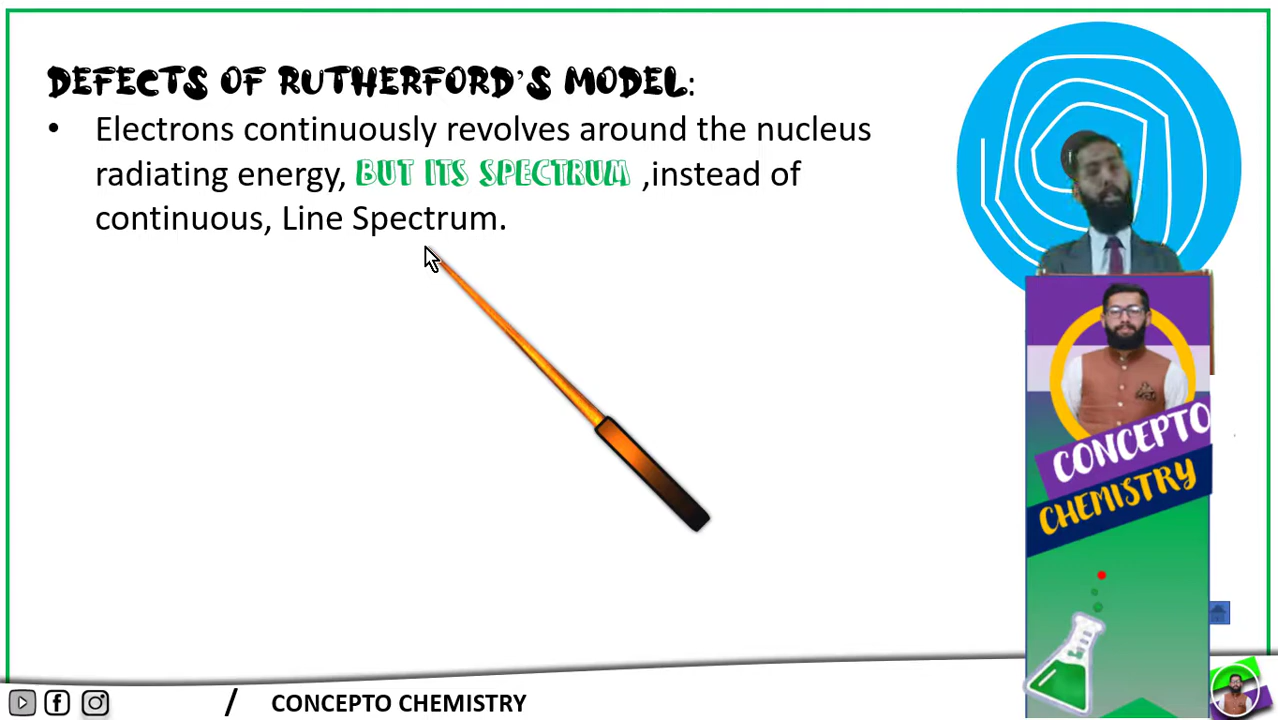 DEFECTS OF RUTHERFORD'S MODEL:
• Electrons continuously revolves around the nucleus
radiating energy, BUT ITS SPECTRUM ,instead of
continuous, Line Spectrum.
CONCEPTO
CHEMISTRY
/ CONCEPTO CHEMISTRY